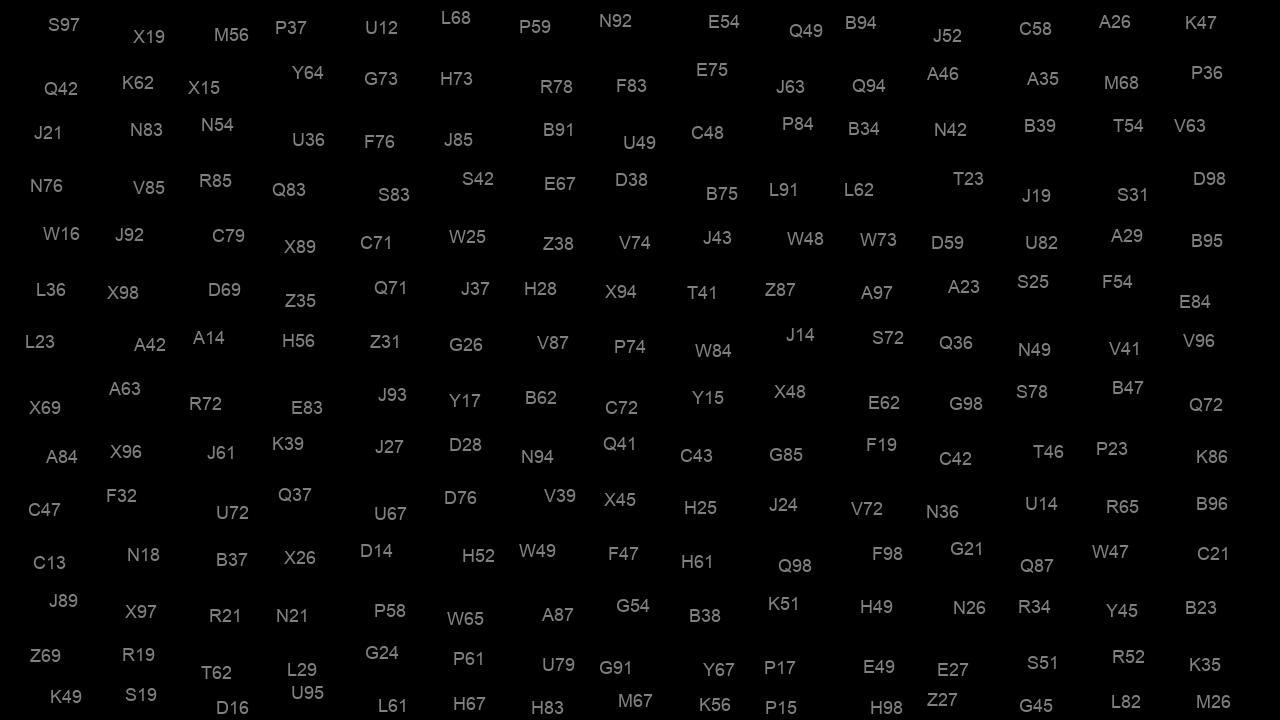 S97 X19 M56 P37 U12 L68 P59 N92 E54 Q49 B94 J52 C58 A26 K47
Q42 K62 X15 Y64 G73 H73 R78 F83 E75 J63 Q94 A46 A35 M68 P36
J21 N83 N54 U36 F76 J85 B91 U49 C48 P84 B34 N42 B39 T54 V63
N76 V85 R85 Q83 S83 S42 E67 D38 B75 L91 L62 T23 J19 S31 D98
W16 J92 C79 X89 C71 W25 Z38 V74 J43 W48 W73 D59 U82 A29 B95
L36 X98 D69 Z35 Q71 J37 H28 X94 T41 Z87 A97 A23 S25 F54 E84
L23 A42 A14 H56 Z31 G26 V87 P74 W84 J14 S72 Q36 N49 V41 V96
X69 A63 R72 E83 J93 Y17 B62 C72 Y15 X48 E62 G98 S78 B47 Q72
A84 X96 J61 K39 J27 D28 N94 Q41 C43 G85 F19 C42 T46 P23 K86
C47 F32 U72 Q37 U67 D76 V39 X45 H25 J24 V72 N36 U14 R65 B96
C13 N18 B37 X26 D14 H52 W49 F47 H61 Q98 F98 G21 Q87 W47 C21
J89 X97 R21 N21 P58 W65 A87 G54 B38 K51 H49 N26 R34 Y45 B23
Z69 R19 T62 L29 G24 P61 U79 G91 Y67 P17 E49 E27 S51 R52 K35
K49 S19 D16 U95 L61 H67 H83 M67 K56 P15 H98 Z27 G45 L82 M26